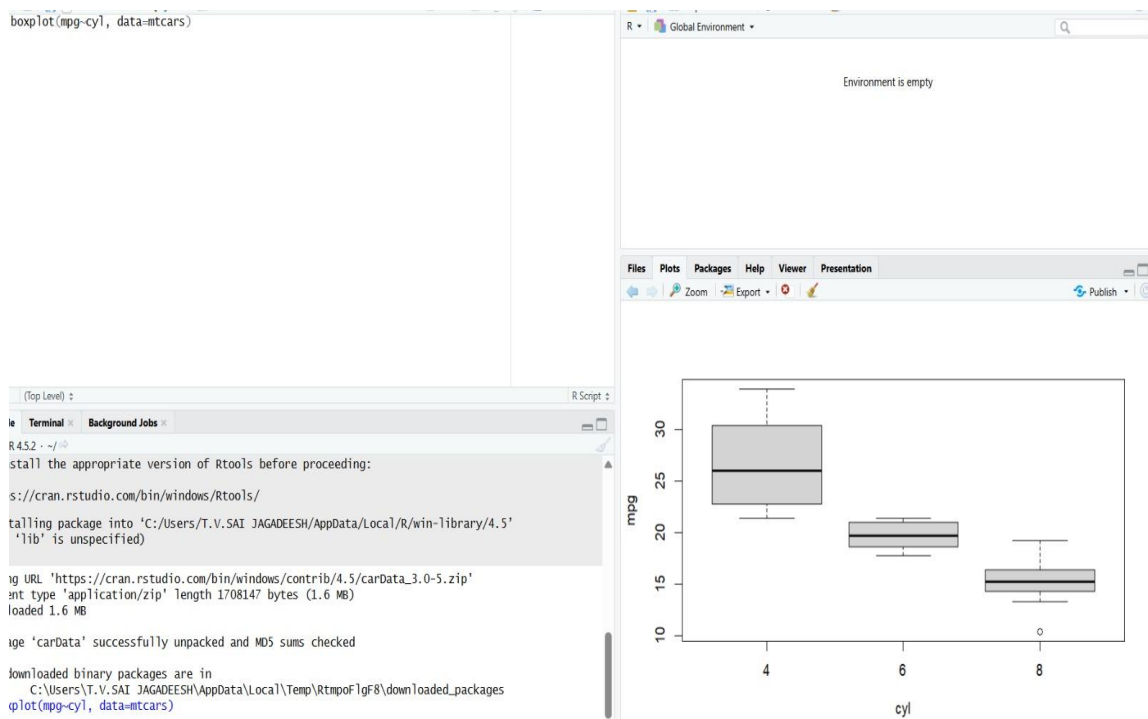 boxplot(mpg~cyl, data=mtcars)
R
Global Environment
Environment is empty
Files Plots Packages Help Viewer Presentation
Zoom Export Publish
(Top Level) R Script
le Terminal Background Jobs
R 4.5.2 · ~/
stall the appropriate version of Rtools before proceeding:
s://cran.rstudio.com/bin/windows/Rtools/
talling package into ‘C:/Users/T.V.SAI JAGADEESH/AppData/Local/R/win-library/4.5’
‘lib’ is unspecified)
ng URL 'https://cran.rstudio.com/bin/windows/contrib/4.5/carData_3.0-5.zip'
ent type 'application/zip' length 1708147 bytes (1.6 MB)
loaded 1.6 MB
age ‘carData’ successfully unpacked and MD5 sums checked
downloaded binary packages are in
C:\Users\T.V.SAI JAGADEESH\AppData\Local\Temp\RtmpoFlgF8\downloaded_packages
xplot(mpg~cyl, data=mtcars)
mpg
30
25
20
15
10
4 6 8
cyl